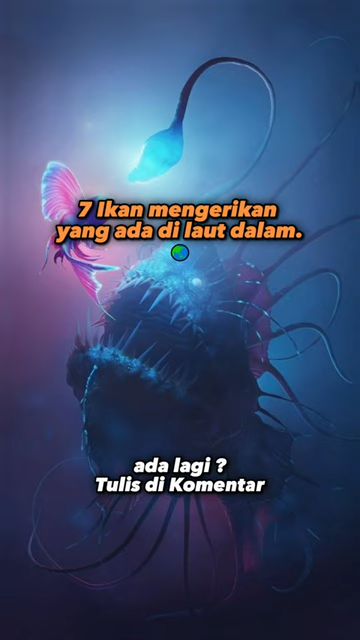 7 Ikan mengerikan
yang ada di laut dalam.
ada lagi ?
Tulis di Komentar